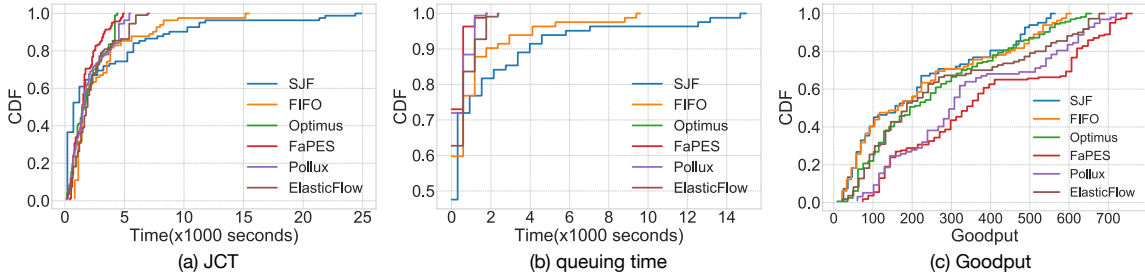 CDF
1.0
0.8
0.6
0.4
0.2
0.0
0
5
10
15
20
25
Time(x1000 seconds)
SJF
FIFO
Optimus
FaPES
Pollux
ElasticFlow
(a) JCT
CDF
1.0
0.9
0.8
0.7
0.6
0.5
0
2
4
6
8
10
12
14
Time(x1000 seconds)
SJF
FIFO
Optimus
FaPES
Pollux
ElasticFlow
(b) queuing time
CDF
1.0
0.8
0.6
0.4
0.2
0.0
0
100
200
300
400
500
600
700
Goodput
SJF
FIFO
Optimus
FaPES
Pollux
ElasticFlow
(c) Goodput